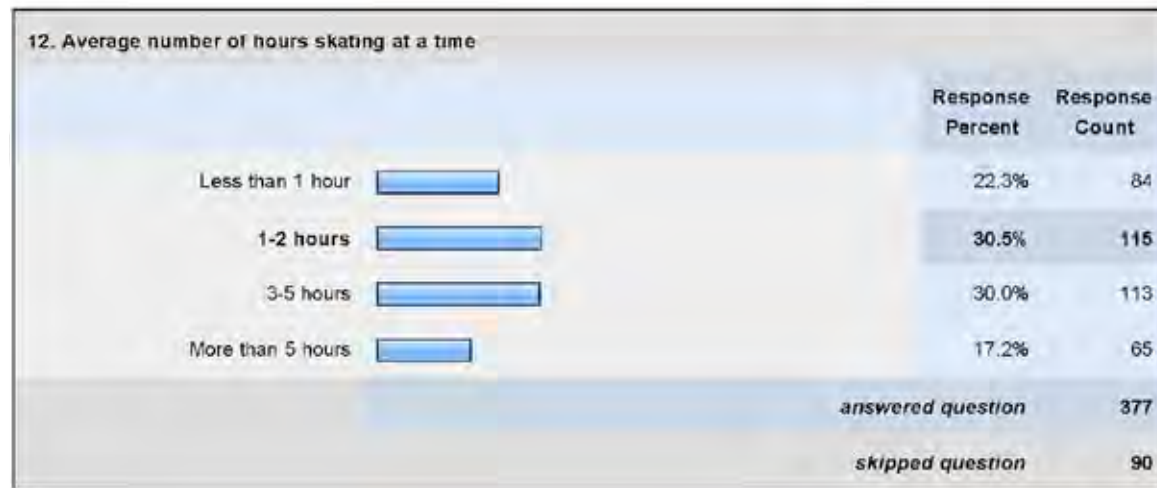 12. Average number of hours skating at a time
Response Percent Response Count
Less than 1 hour 22.3% 84
1-2 hours 30.5% 115
3-5 hours 30.0% 113
More than 5 hours 17.2% 65
answered question 377
skipped question 90